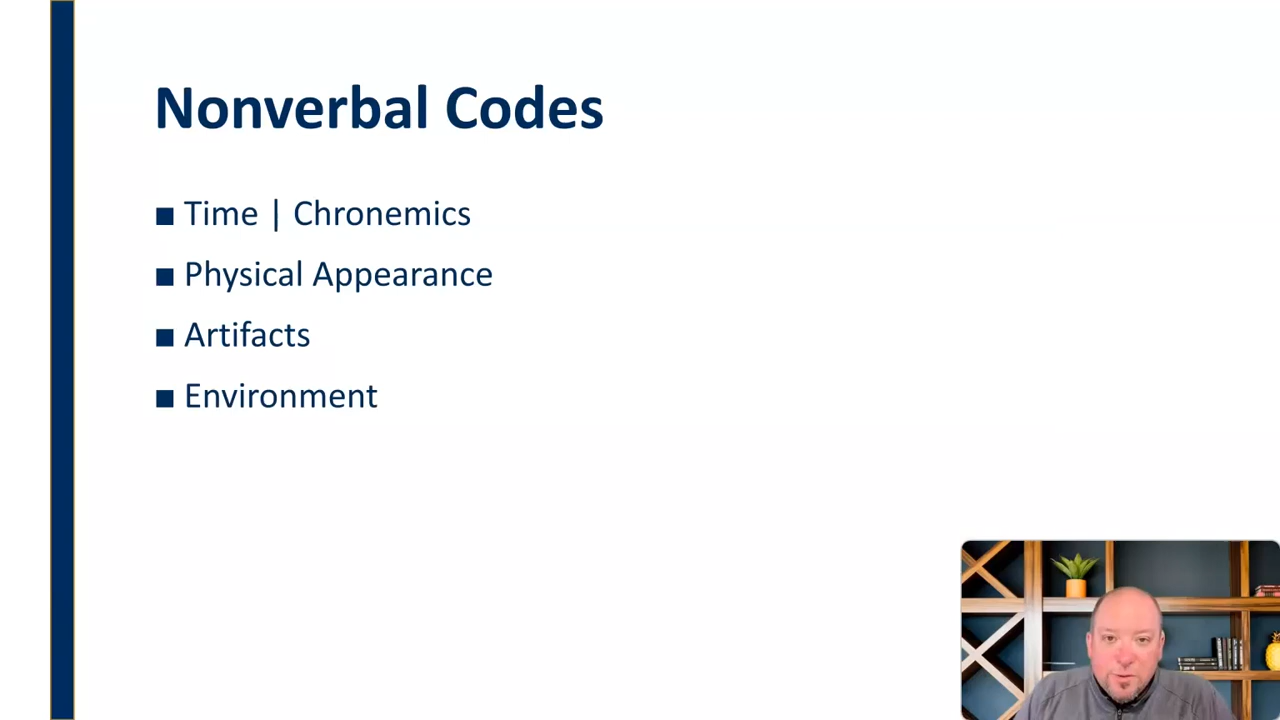 Nonverbal Codes
■ Time | Chronemics
■ Physical Appearance
■ Artifacts
■ Environment